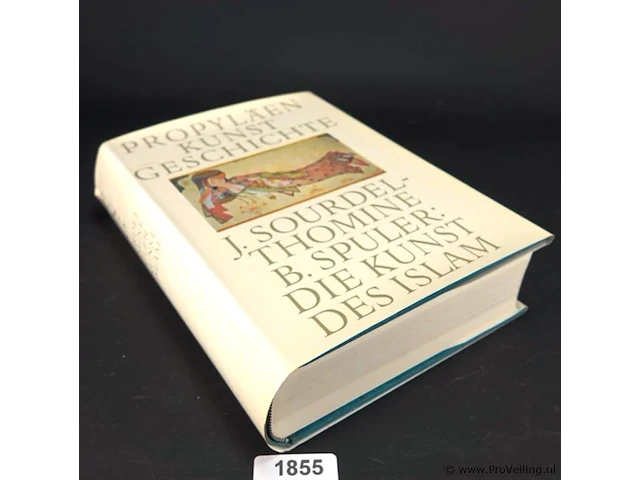 PROPYLÄEN
KUNST
GESCHICHTE
J. SOURDEL-
THOMINE
B. SPULER:
DIE KUNST
DES ISLAM
1855
© www.ProVeiling.nl